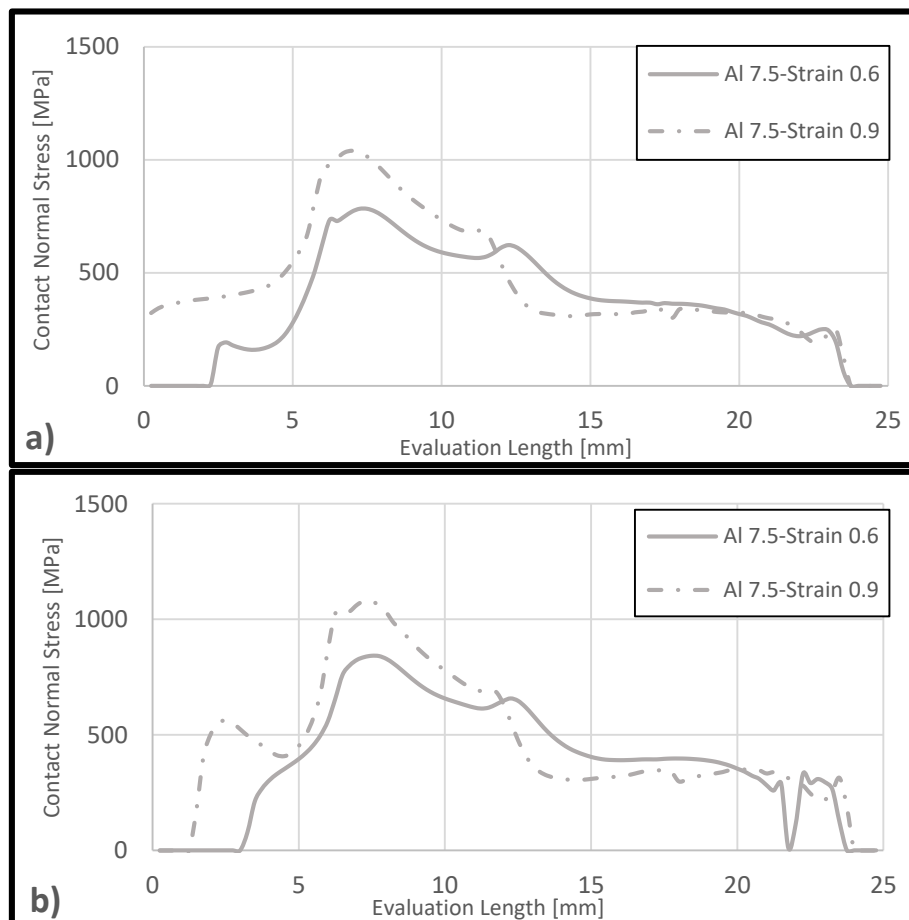 1500
1000
500
0
Contact Normal Stress [MPa]
Al 7.5-Strain 0.6
Al 7.5-Strain 0.9
0 5 10 15 20 25
Evaluation Length [mm]
a)
1500
1000
500
0
Contact Normal Stress [MPa]
Al 7.5-Strain 0.6
Al 7.5-Strain 0.9
0 5 10 15 20 25
Evaluation Length [mm]
b)